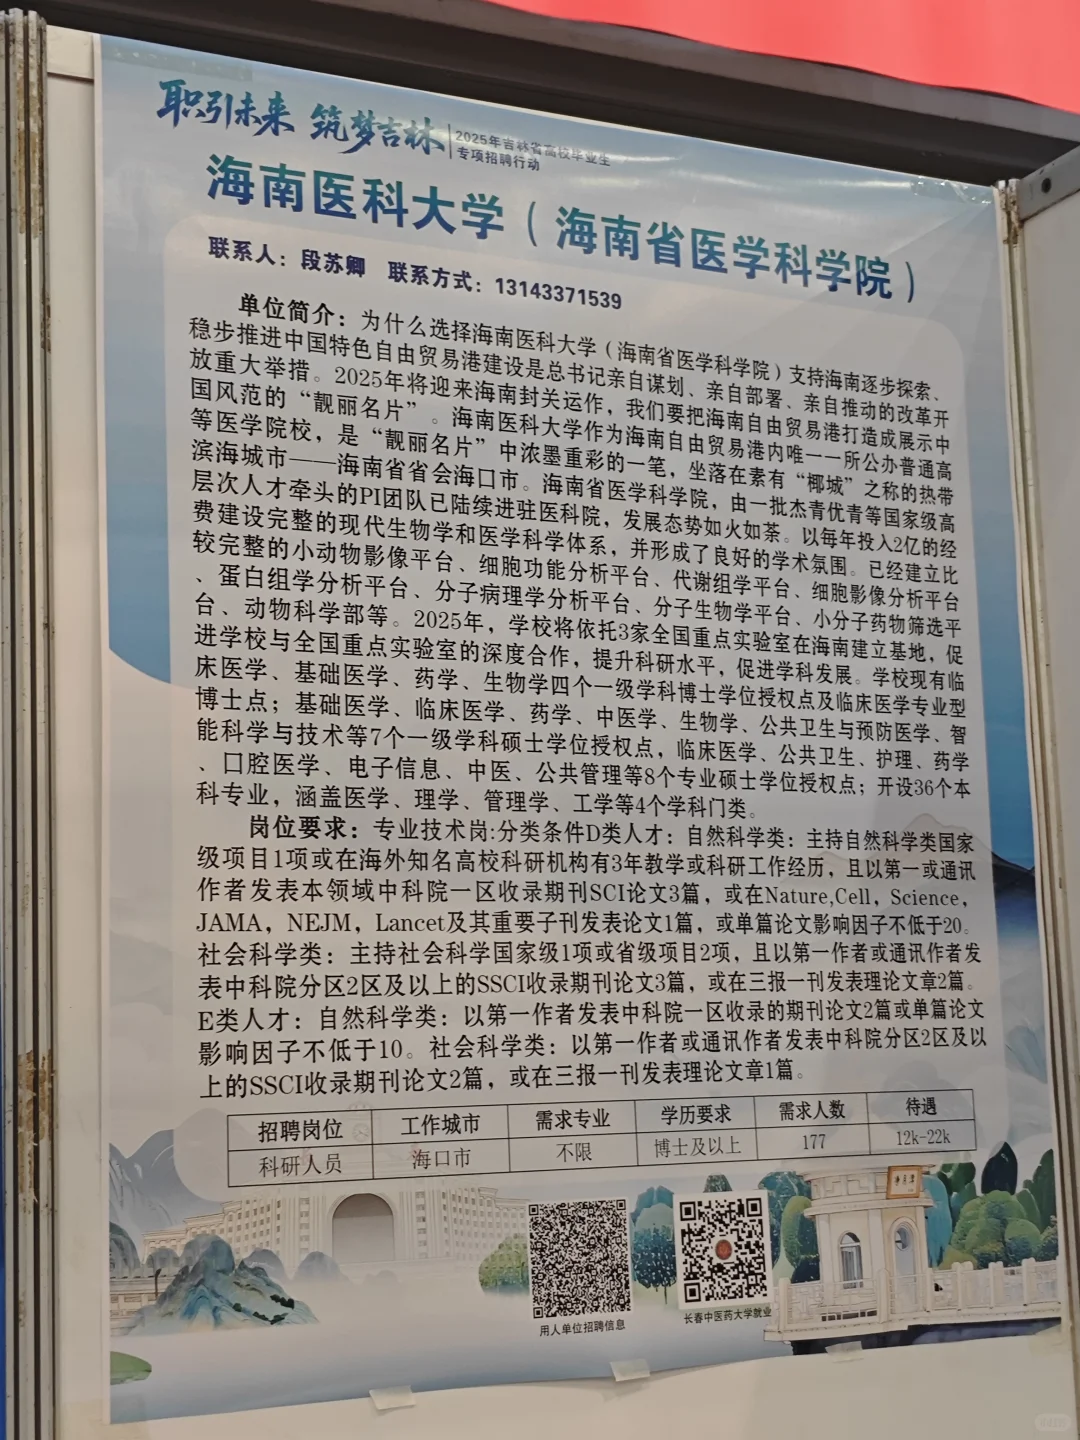 职引未来 筑梦吉林
2025年吉林省高校毕业生
专项招聘行动
海南医科大学（海南省医学科学院）
联系人：段苏卿 联系方式：13143371539
单位简介：为什么选择海南医科大学（海南省医学科学院）支持海南逐步探索、
稳步推进中国特色自由贸易港建设是总书记亲自谋划、亲自部署、亲自推动的改革开
放重大举措。2025年将迎来海南封关运作，我们要把海南自由贸易港打造成展示中
国风范的“靓丽名片”。海南医科大学作为海南自由贸易港内唯一一所公办普通高
等医学院校，是“靓丽名片”中浓墨重彩的一笔，坐落在素有“椰城”之称的热带
滨海城市——海南省省会海口市。海南省医学科学院，由一批杰青优青等国家级高
层次人才牵头的PI团队已陆续进驻医科院，发展态势如火如荼。以每年投入2亿的经
费建设完整的现代生物学和医学科学体系，并形成了良好的学术氛围。已经建立比
较完整的小动物影像平台、细胞功能分析平台、代谢组学平台、细胞影像分析平台
、蛋白组学分析平台、分子病理学分析平台、分子生物学平台、小分子药物筛选平
台、动物科学部等。2025年，学校将依托3家全国重点实验室在海南建立基地，促
进学校与全国重点实验室的深度合作，提升科研水平，促进学科发展。学校现有临
床医学、基础医学、药学、生物学四个一级学科博士学位授权点及临床医学专业型
博士点；基础医学、临床医学、药学、中医学、生物学、公共卫生与预防医学、智
能科学与技术等7个一级学科硕士学位授权点，临床医学、公共卫生、护理、药学
、口腔医学、电子信息、中医、公共管理等8个专业硕士学位授权点；开设36个本
科专业，涵盖医学、理学、管理学、工学等4个学科门类。
岗位要求：专业技术岗:分类条件D类人才：自然科学类：主持自然科学类国家
级项目1项或在海外知名高校科研机构有3年教学或科研工作经历，且以第一或通讯
作者发表本领域中科院一区收录期刊SCI论文3篇，或在Nature,Cell，Science，
JAMA，NEJM，Lancet及其重要子刊发表论文1篇，或单篇论文影响因子不低于20。
社会科学类：主持社会科学国家级1项或省级项目2项，且以第一作者或通讯作者发
表中科院分区2区及以上的SSCI收录期刊论文3篇，或在三报一刊发表理论文章2篇。
E类人才：自然科学类：以第一作者发表中科院一区收录的期刊论文2篇或单篇论文
影响因子不低于10。社会科学类：以第一作者或通讯作者发表中科院分区2区及以
上的SSCI收录期刊论文2篇，或在三报一刊发表理论文章1篇。
招聘岗位 工作城市 需求专业 学历要求 需求人数 待遇
科研人员 海口市 不限 博士及以上 177 12k-22k
用人单位招聘信息 长春中医药大学就业